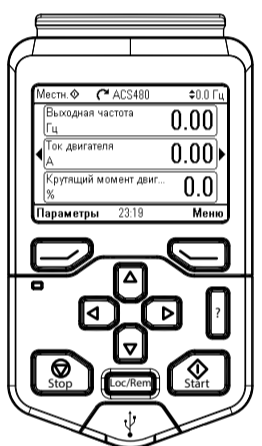 Местн. ACS480 0.0 Гц
Выходная частота
Гц 0.00
Ток двигателя
A 0.00
Крутящий момент двиг...
% 0.0
Параметры 23:19 Меню
?
Stop Loc/Rem Start